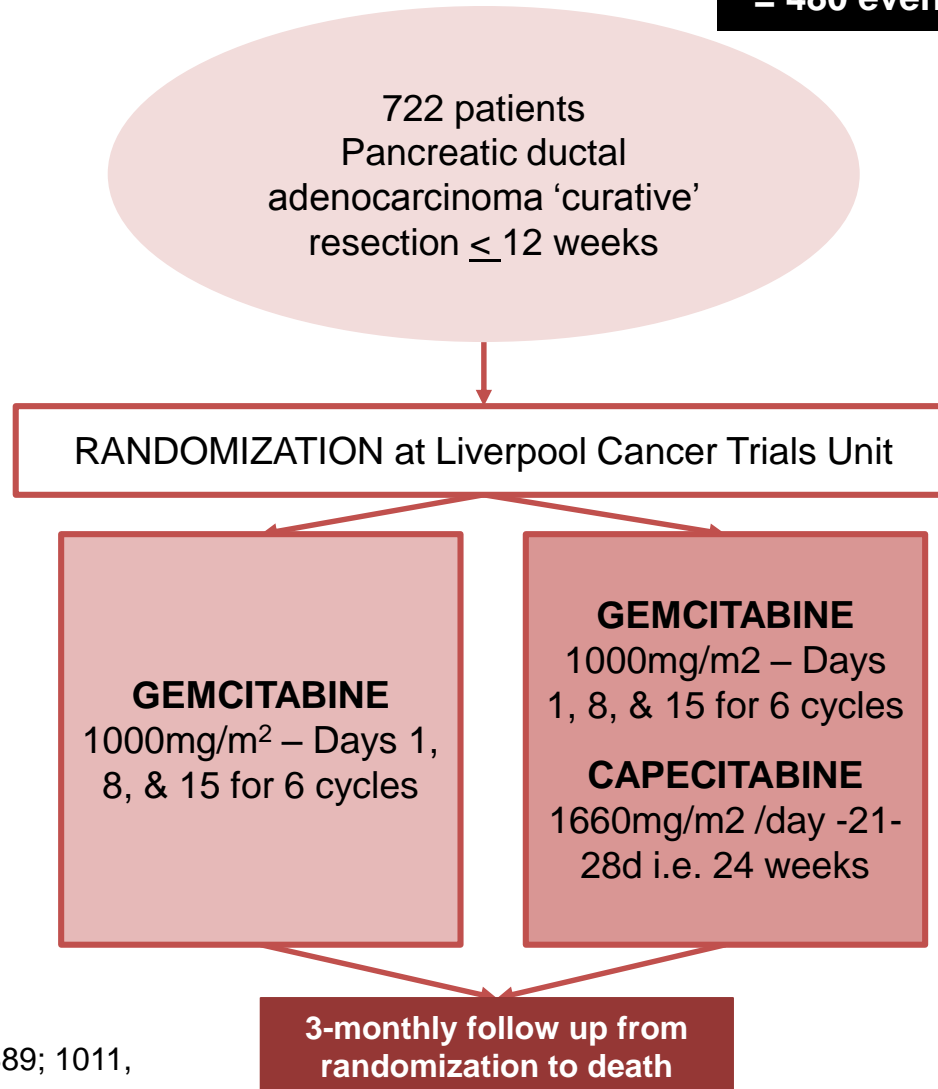 = 480 even
722 patients
Pancreatic ductal
adenocarcinoma ‘curative’
resection < 12 weeks
RANDOMIZATION at Liverpool Cancer Trials Unit
GEMCITABINE
1000mg/m² – Days 1,
8, & 15 for 6 cycles
GEMCITABINE
1000mg/m2 – Days
1, 8, & 15 for 6 cycles
CAPECITABINE
1660mg/m2 /day -21-
28d i.e. 24 weeks
3-monthly follow up from
randomization to death
89; 1011,